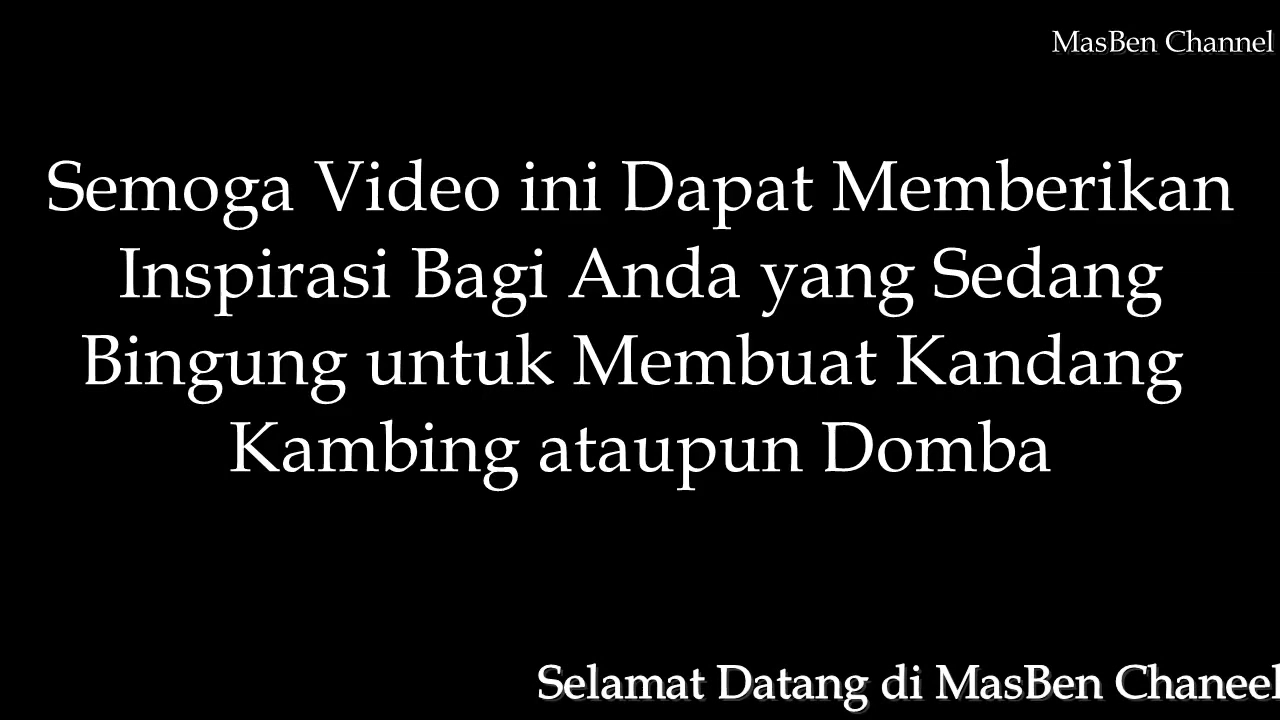 MasBen Channel
Semoga Video ini Dapat Memberikan
Inspirasi Bagi Anda yang Sedang
Bingung untuk Membuat Kandang
Kambing ataupun Domba
Selamat Datang di MasBen Chaneel